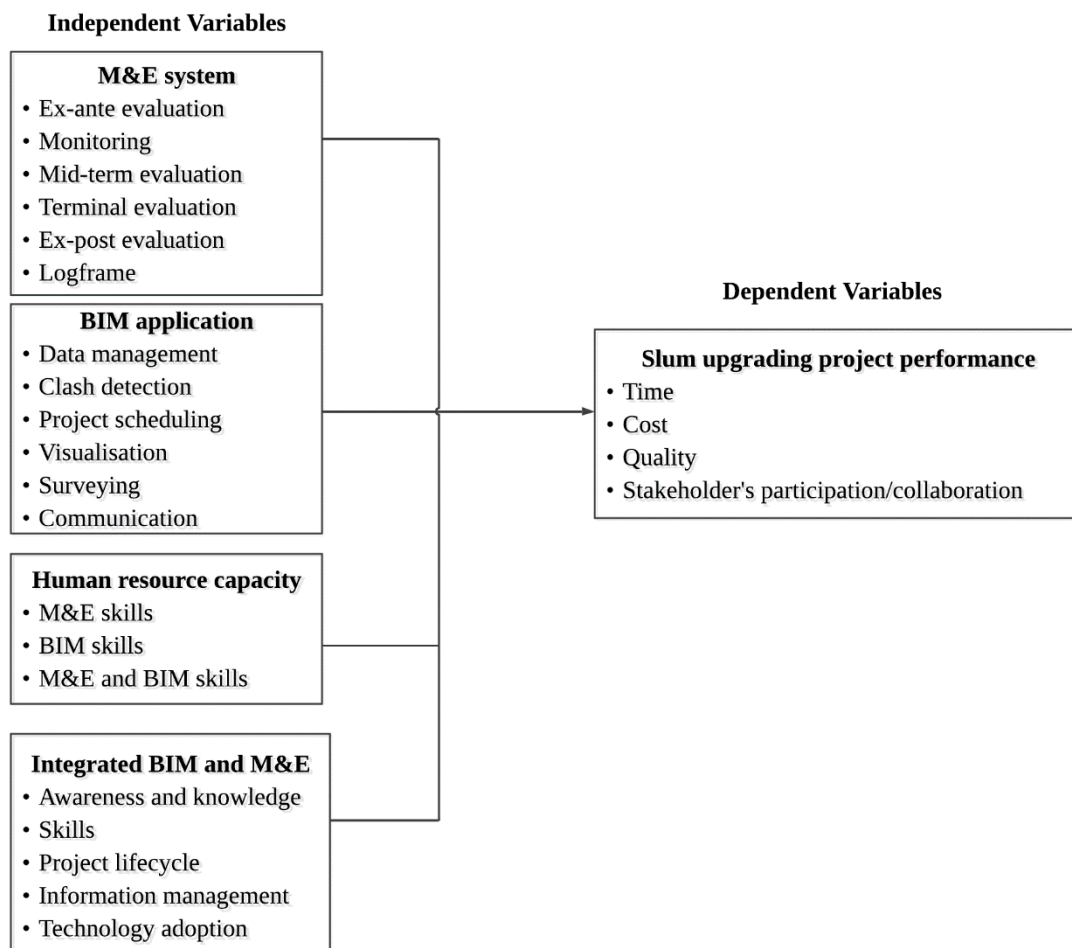 Independent Variables
M&E system
• Ex-ante evaluation
• Monitoring
• Mid-term evaluation
• Terminal evaluation
• Ex-post evaluation
• Logframe
BIM application
• Data management
• Clash detection
• Project scheduling
• Visualisation
• Surveying
• Communication
Human resource capacity
• M&E skills
• BIM skills
• M&E and BIM skills
Integrated BIM and M&E
• Awareness and knowledge
• Skills
• Project lifecycle
• Information management
• Technology adoption
Dependent Variables
Slum upgrading project performance
• Time
• Cost
• Quality
• Stakeholder's participation/collaboration